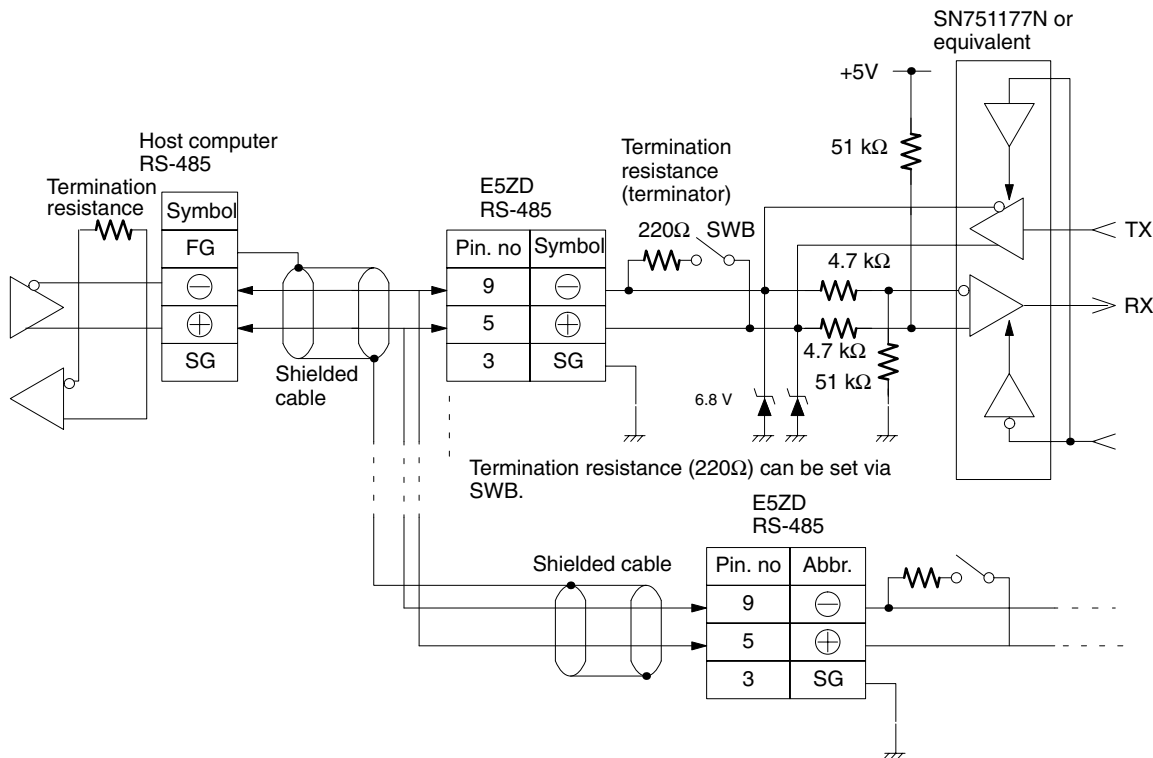 SN751177N or
equivalent
+5V
51 kΩ
Host computer
RS-485
Termination
resistance
Symbol
FG
⊖
⊕
SG
Shielded
cable
E5ZD
RS-485
Pin. no Symbol
9 ⊖
5 ⊕
3 SG
Termination
resistance
(terminator)
220Ω SWB
4.7 kΩ
4.7 kΩ
51 kΩ
6.8 V
TX
RX
Termination resistance (220Ω) can be set via
SWB.
E5ZD
RS-485
Shielded cable
Pin. no Abbr.
9 ⊖
5 ⊕
3 SG